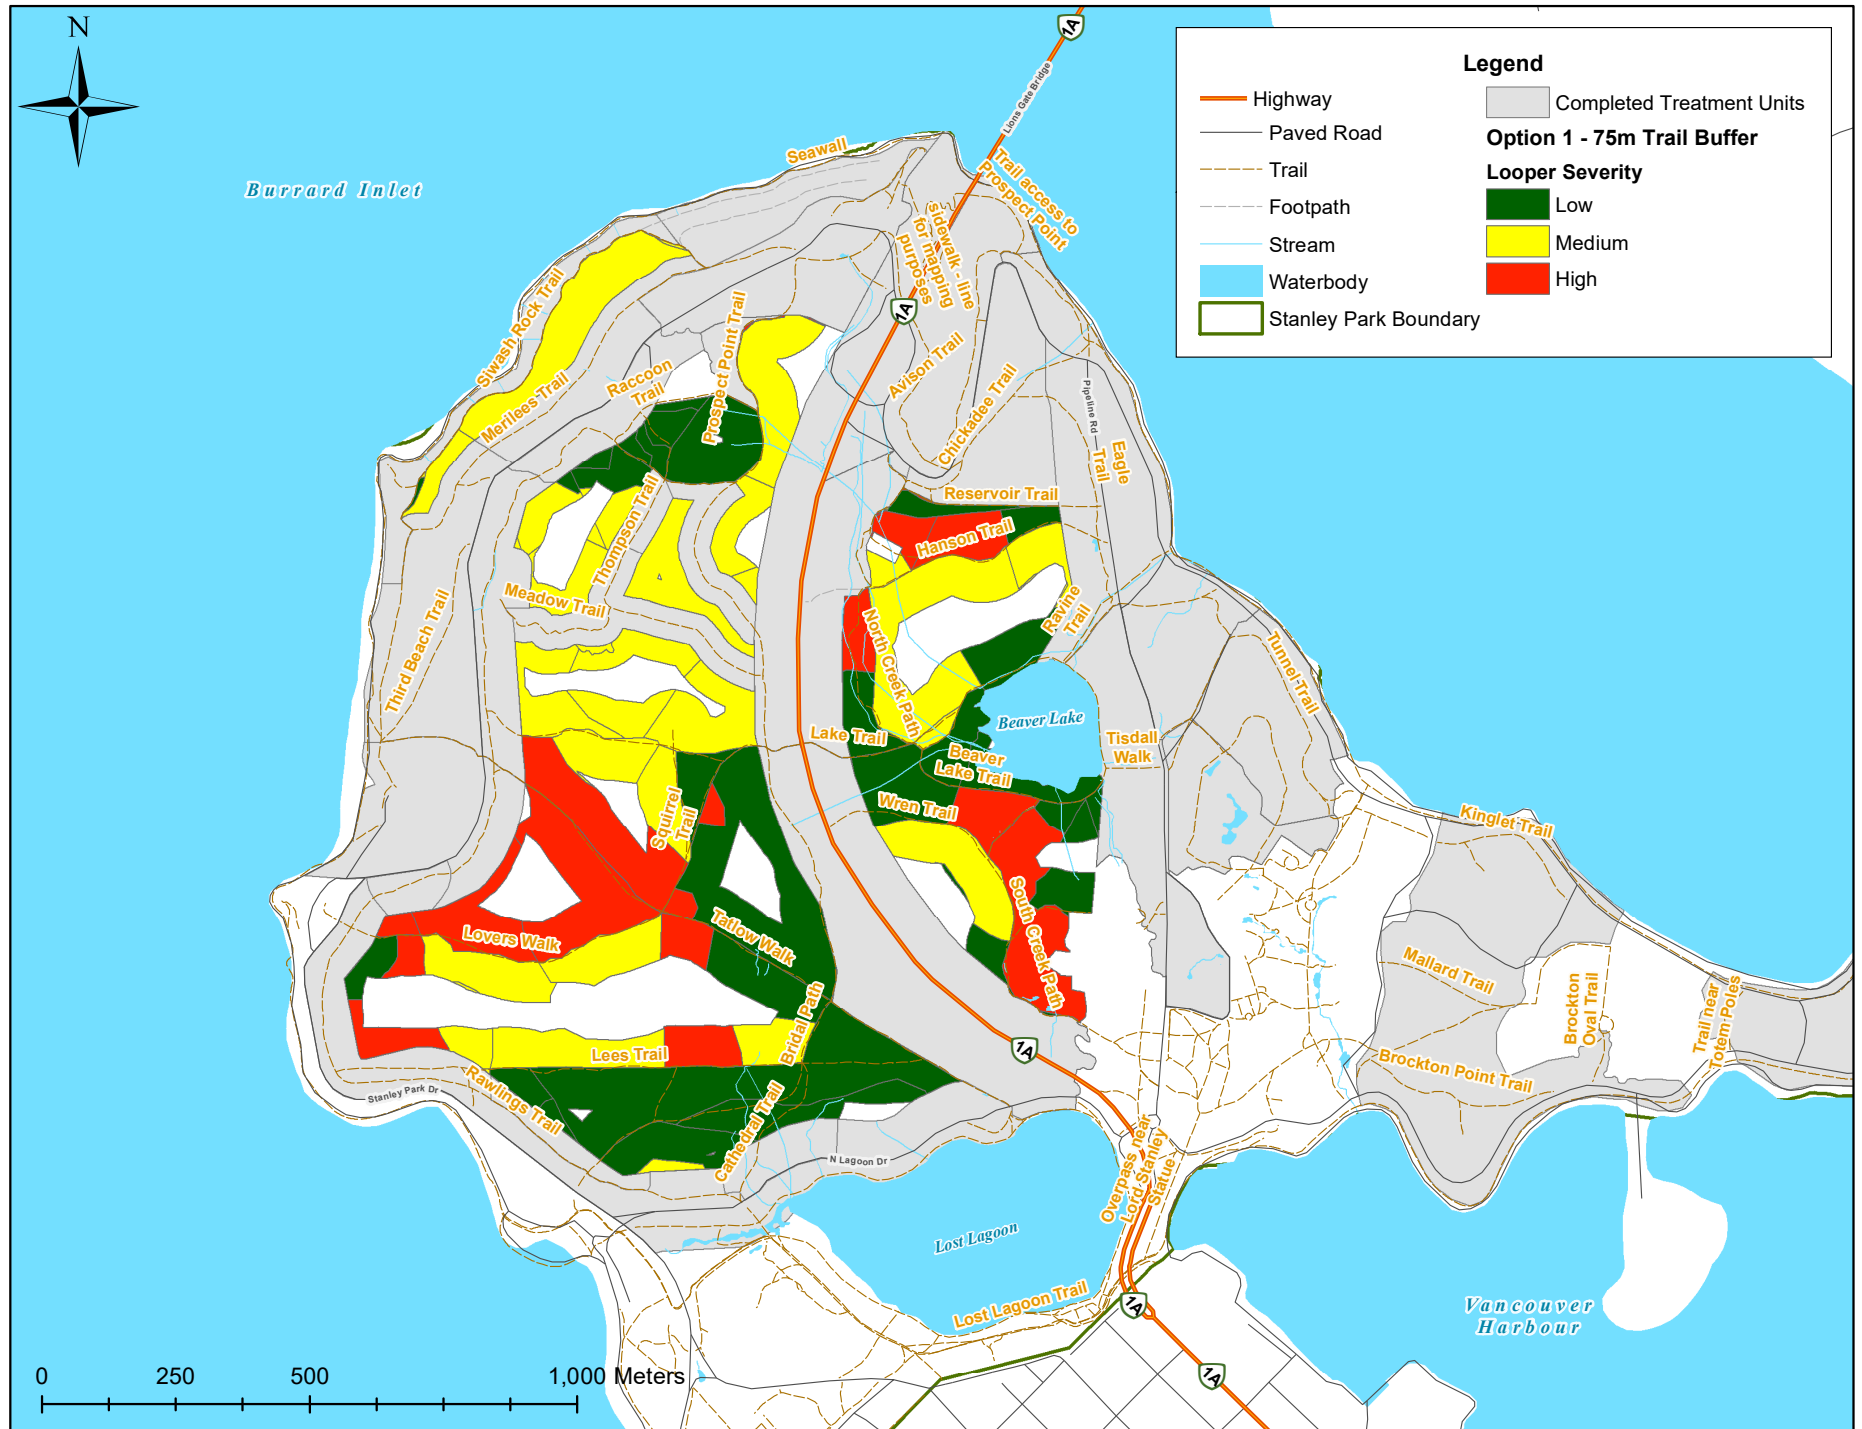 N
1A
Lions Gate Bridge
Legend
Highway
Paved Road
Trail
Footpath
Stream
Waterbody
Stanley Park Boundary
Completed Treatment Units
Option 1 - 75m Trail Buffer
Looper Severity
Low
Medium
High
Burrard Inlet
Seawall
Trail access to
Prospect Point
sidewalk - line
for mapping
purposes
1A
Siwash Rock Trail
Merilees Trail
Raccoon
Trail
Prospect Point Trail
Avison Trail
Chickadee Trail
Pipeline Rd
Eagle
Trail
Reservoir Trail
Hanson Trail
Thompson Trail
Meadow Trail
Third Beach Trail
North Creek Path
Ravine
Trail
Tunnel Trail
Beaver Lake
Lake Trail
Beaver
Lake Trail
Tisdall
Walk
Wren Trail
Squirrel
Trail
Kinglet Trail
South Creek Path
Lovers Walk
Tatlow Walk
Mallard Trail
Brockton
Oval Trail
Trail near
Totem Poles
Bridal Path
Lees Trail
1A
Brockton Point Trail
Stanley Park Dr
Rawlings Trail
Cathedral Trail
N Lagoon Dr
Overpass near
Lord Stanley
Statue
Lost Lagoon
Lost Lagoon Trail
1A
Vancouver
Harbour
1A
0 250 500 1,000 Meters